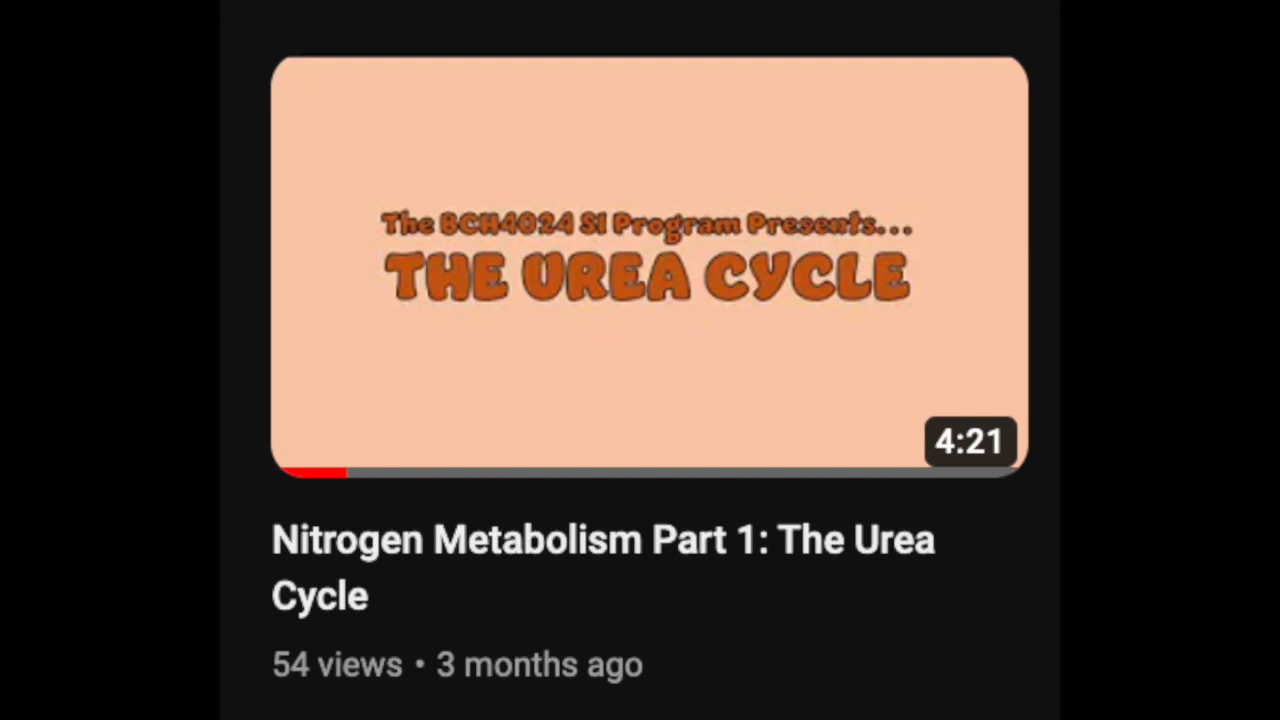 The BCH4024 SI Program Presents...
THE UREA CYCLE
4:21
Nitrogen Metabolism Part 1: The Urea
Cycle
54 views • 3 months ago